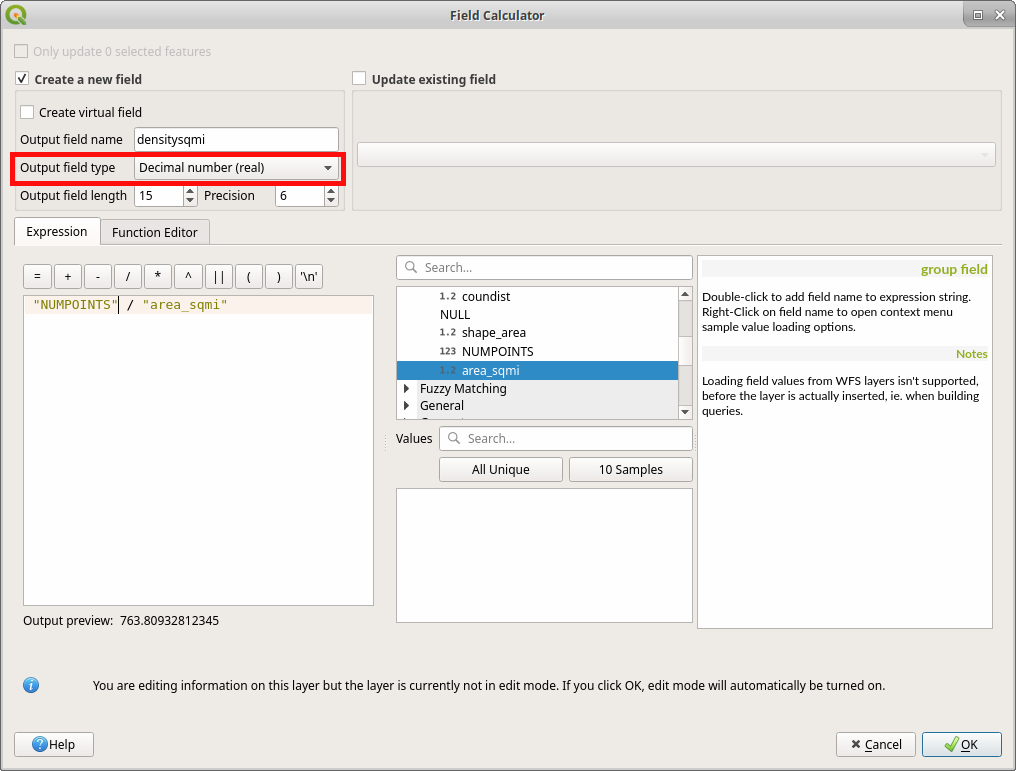 Field Calculator
Only update 0 selected features
Create a new field
Update existing field
Create virtual field
Output field name densitysqmi
Output field type Decimal number (real)
Output field length 15 Precision 6
Expression Function Editor
= + - / * ^ || ( ) '\n'
"NUMPOINTS" / "area_sqmi"
Output preview: 763.80932812345
Search...
1.2 coundist
NULL
1.2 shape_area
123 NUMPOINTS
1.2 area_sqmi
Fuzzy Matching
General
Values Search...
All Unique 10 Samples
group field
Double-click to add field name to expression string.
Right-Click on field name to open context menu
sample value loading options.
Notes
Loading field values from WFS layers isn't supported,
before the layer is actually inserted, ie. when building
queries.
You are editing information on this layer but the layer is currently not in edit mode. If you click OK, edit mode will automatically be turned on.
Help Cancel OK